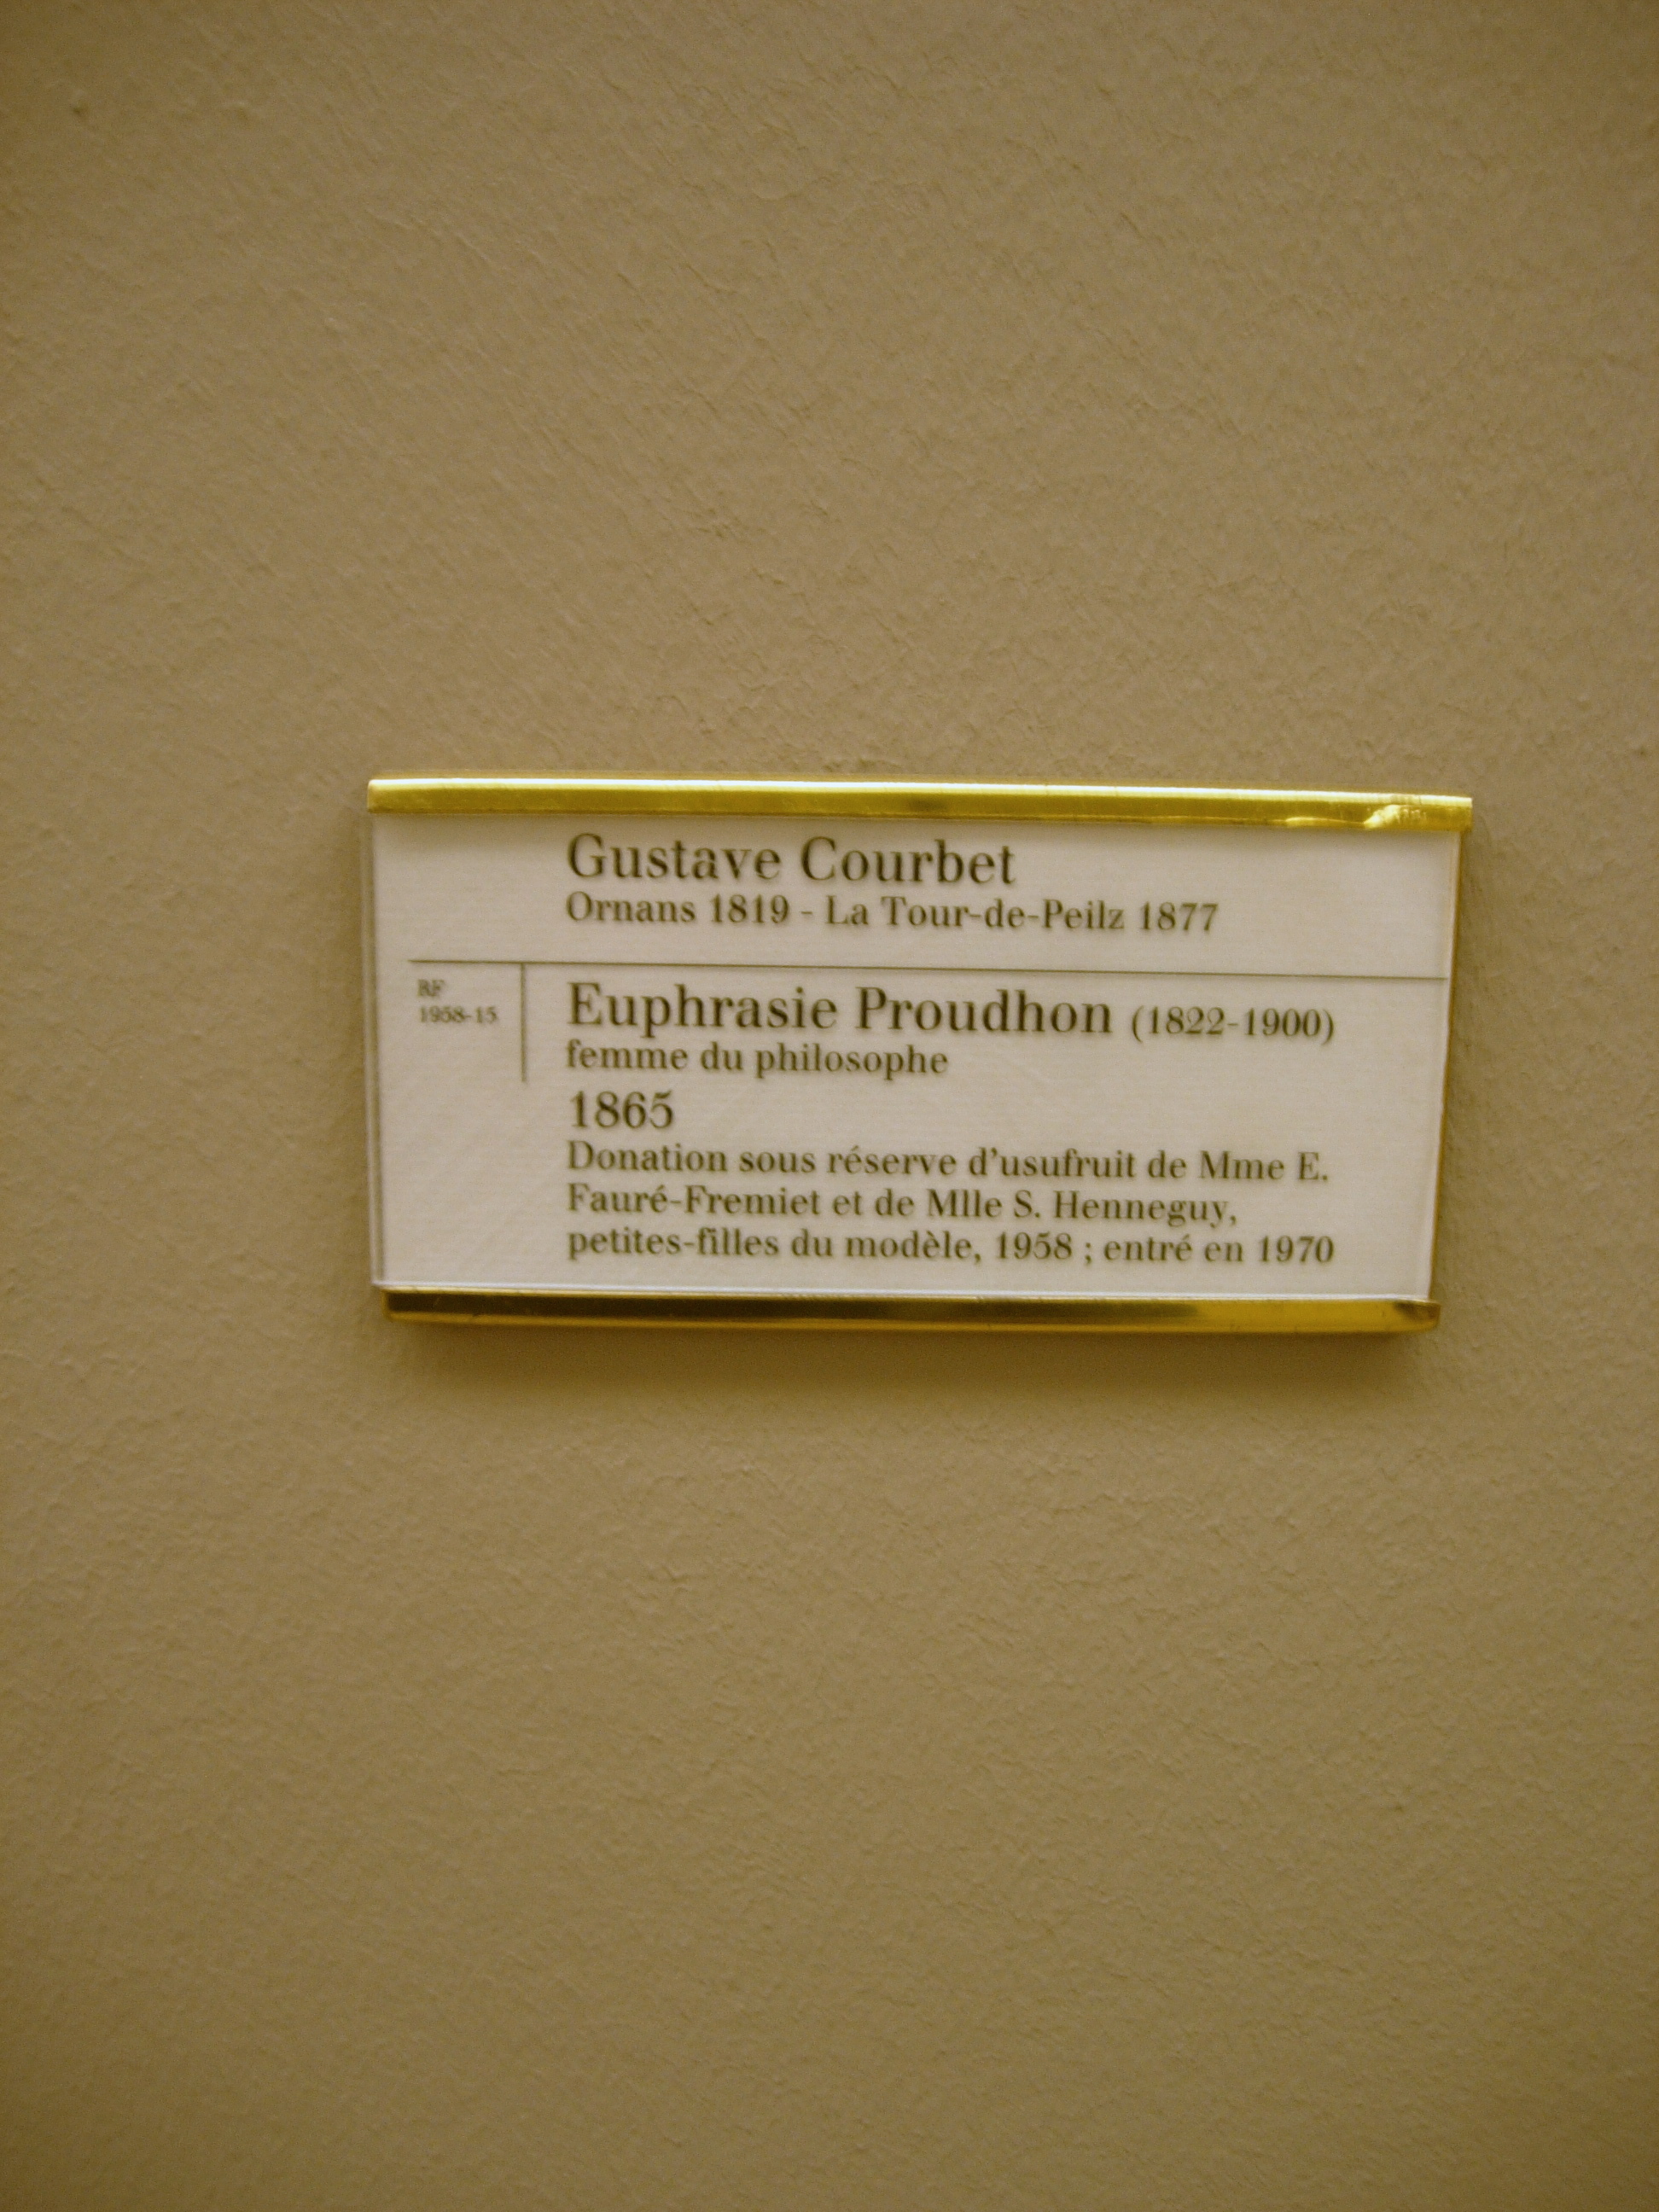 Gustave Courbet
Ornans 1819 - La Tour-de-Peilz 1877
RF
1958-15
Euphrasie Proudhon (1822-1900)
femme du philosophe
1865
Donation sous réserve d'usufruit de Mme E.
Fauré-Fremiet et de Mlle S. Henneguy,
petites-filles du modèle, 1958 ; entré en 1970